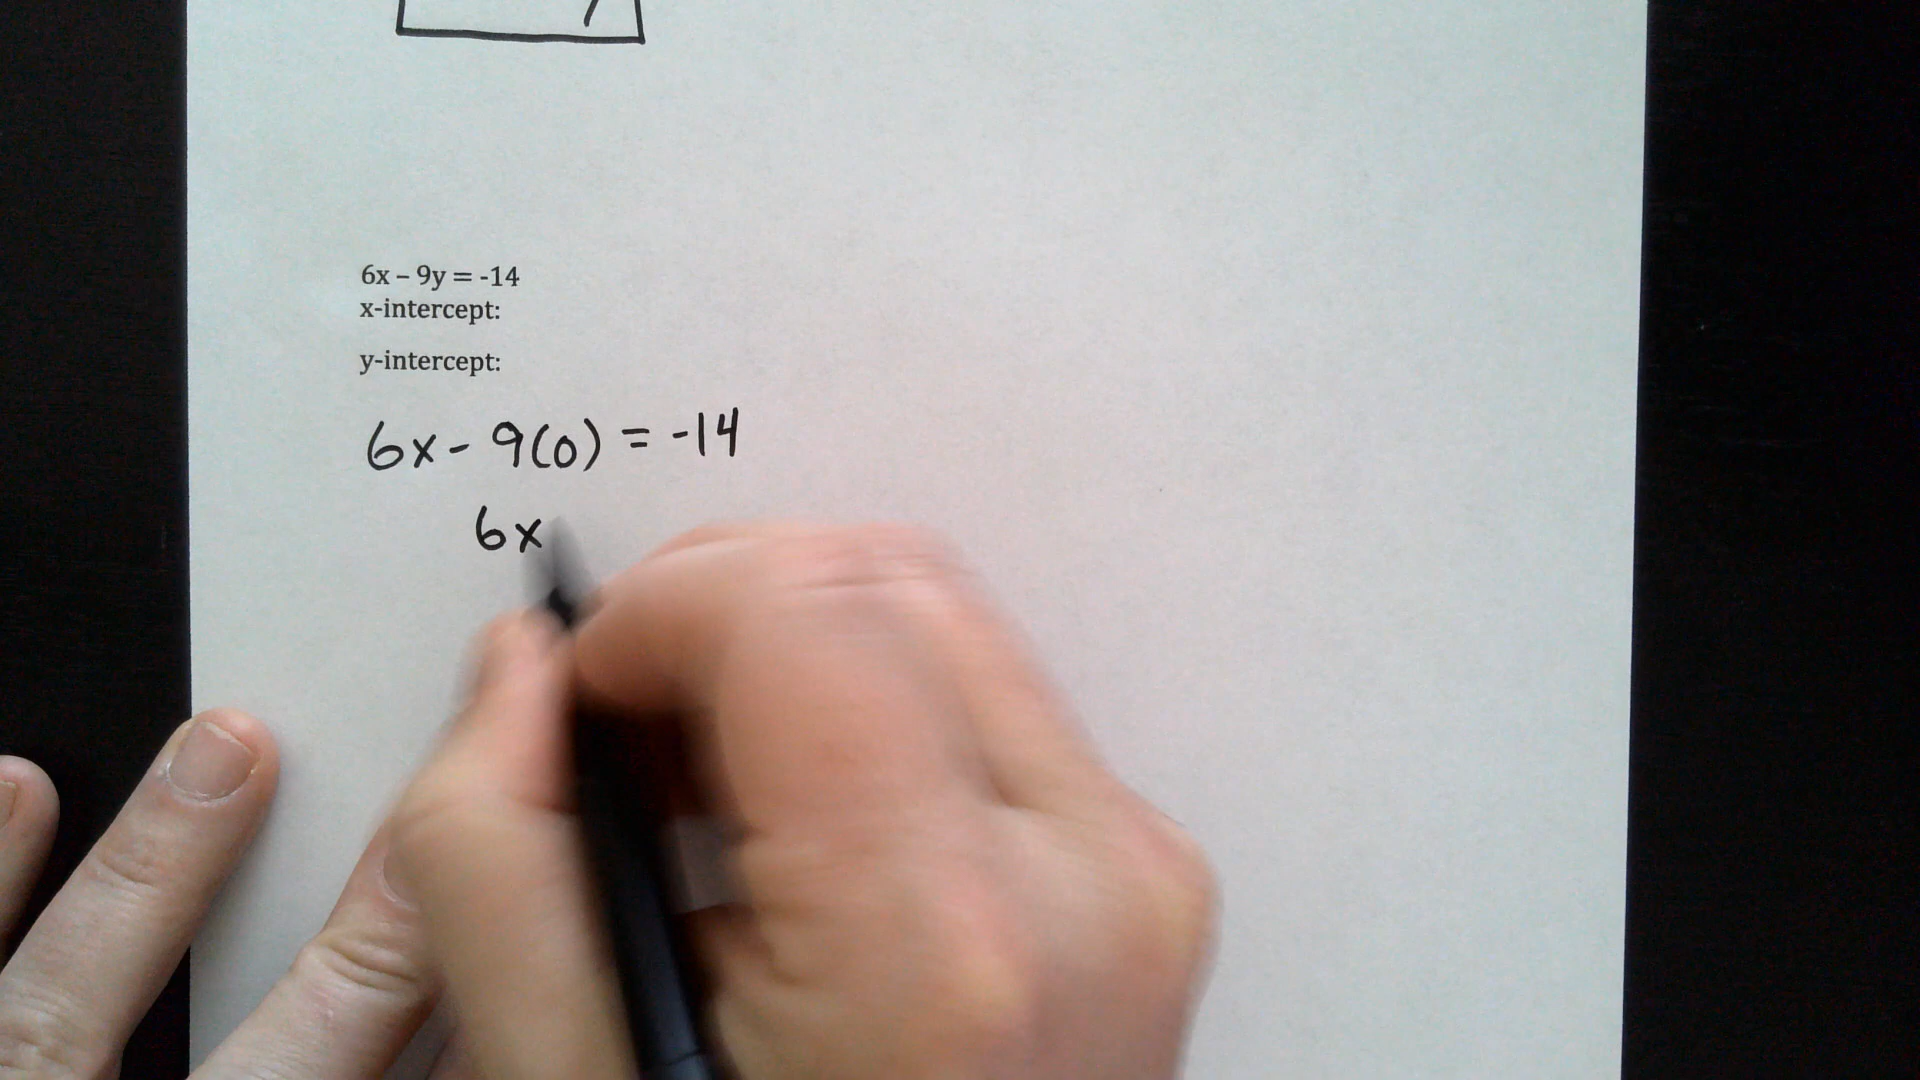 6x – 9y = -14
x-intercept:
y-intercept:
6x - 9(0) = -14
6x